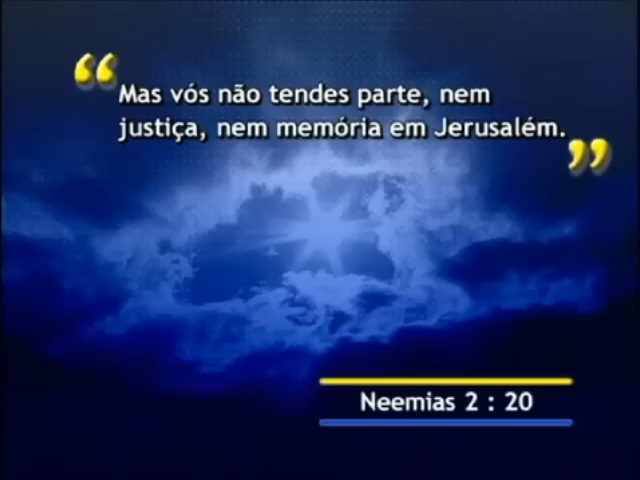 “Mas vós não tendes parte, nem
justiça, nem memória em Jerusalém.”
Neemias 2 : 20